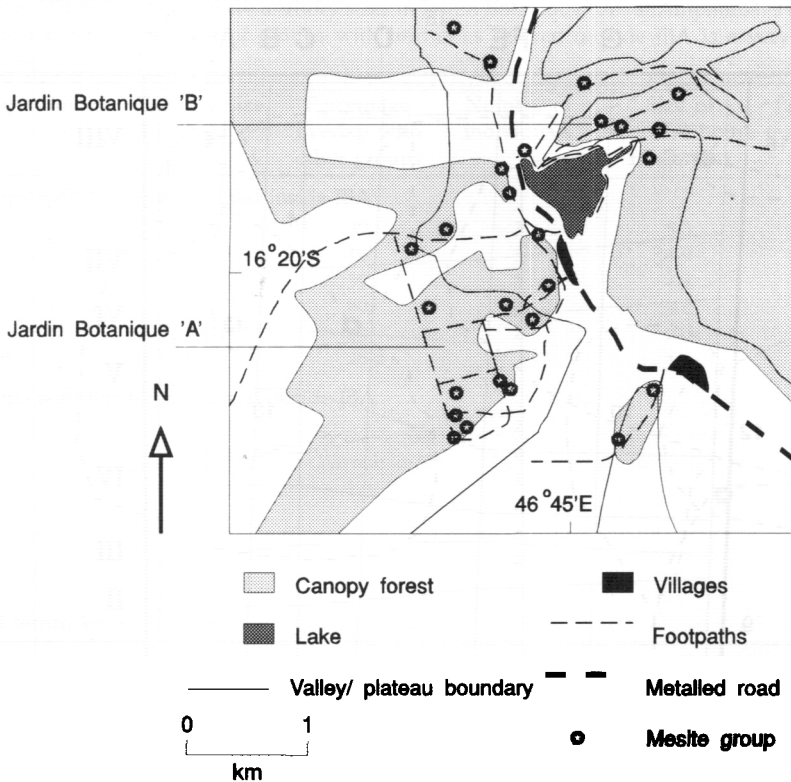 Jardin Botanique 'B'
16°20'S
Jardin Botanique 'A'
N
46°45'E
Canopy forest
Villages
Lake
Footpaths
Valley/ plateau boundary
Metalled road
0 1
km
Mesite group